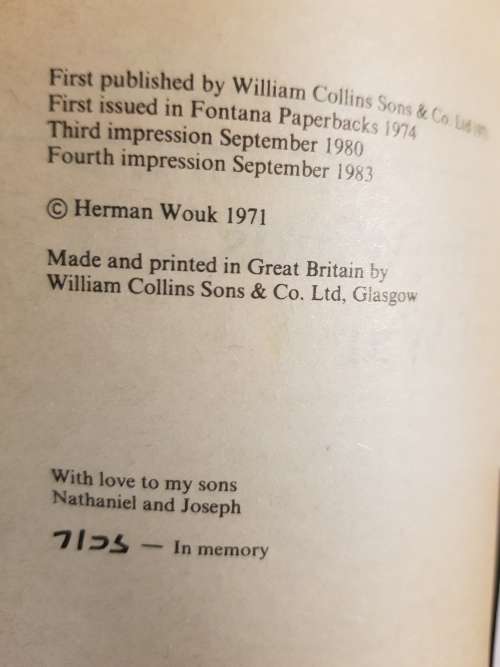 First published by William Collins Sons & Co. Ltd
First issued in Fontana Paperbacks 1974
Third impression September 1980
Fourth impression September 1983
© Herman Wouk 1971
Made and printed in Great Britain by
William Collins Sons & Co. Ltd, Glasgow
With love to my sons
Nathaniel and Joseph
זכור — In memory